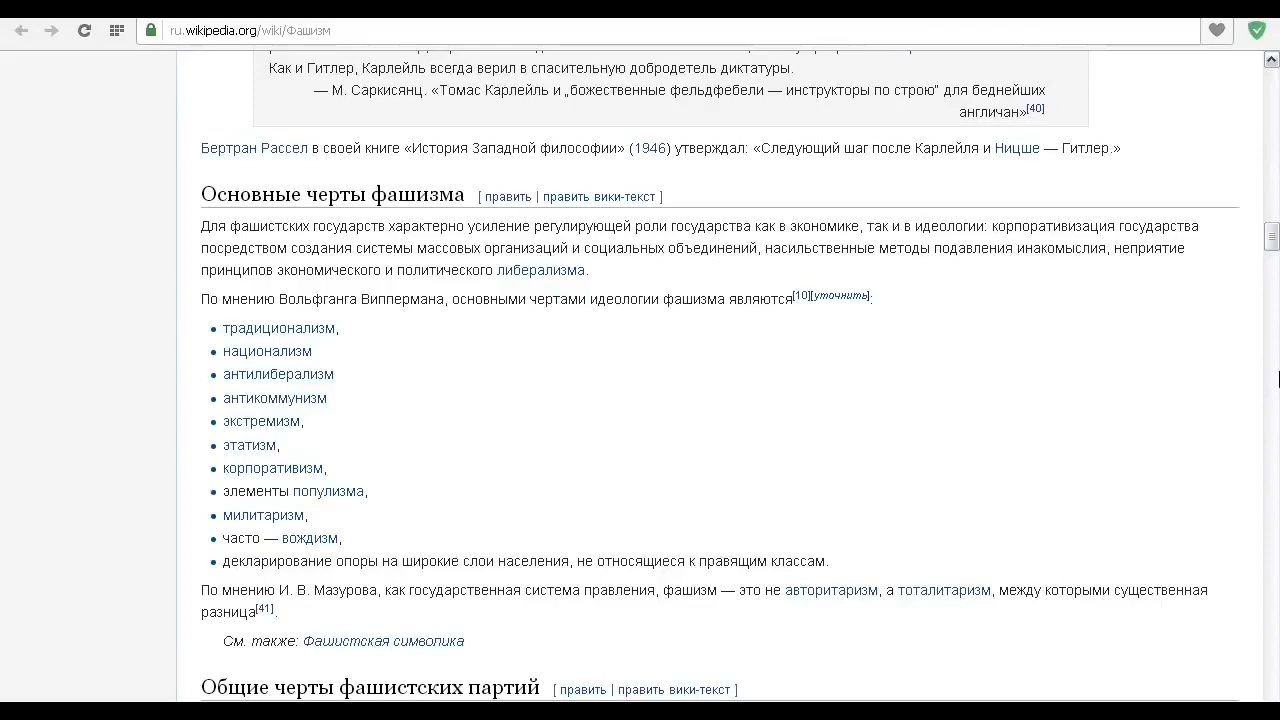 ru.wikipedia.org/wiki/Фашизм
Как и Гитлер, Карлейль всегда верил в спасительную добродетель диктатуры.
— М. Саркисянц. «Томас Карлейль и „божественные фельдфебели — инструкторы по строю“ для беднейших
англичан»[40]
Бертран Рассел в своей книге «История Западной философии» (1946) утверждал: «Следующий шаг после Карлейля и Ницше — Гитлер.»
Основные черты фашизма [ править | править вики-текст ]
Для фашистских государств характерно усиление регулирующей роли государства как в экономике, так и в идеологии: корпоративизация государства
посредством создания системы массовых организаций и социальных объединений, насильственные методы подавления инакомыслия, неприятие
принципов экономического и политического либерализма.
По мнению Вольфганга Виппермана, основными чертами идеологии фашизма являются[10][уточнить]:
традиционализм,
национализм
антилиберализм
антикоммунизм
экстремизм,
этатизм,
корпоративизм,
элементы популизма,
милитаризм,
часто — вождизм,
декларирование опоры на широкие слои населения, не относящиеся к правящим классам.
По мнению И. В. Мазурова, как государственная система правления, фашизм — это не авторитаризм, а тоталитаризм, между которыми существенная
разница[41].
См. также: Фашистская символика
Общие черты фашистских партий [ править | править вики-текст ]